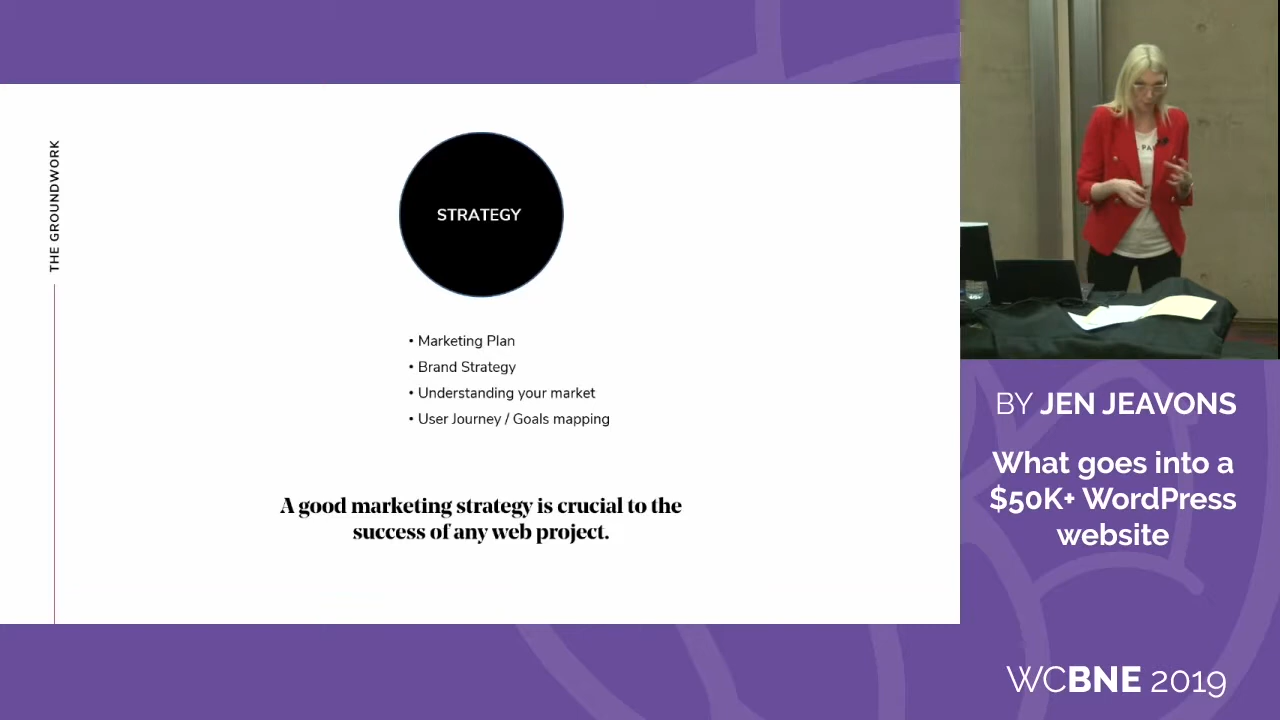 THE GROUNDWORK
STRATEGY
• Marketing Plan
• Brand Strategy
• Understanding your market
• User Journey / Goals mapping
A good marketing strategy is crucial to the
success of any web project.
BY JEN JEAVONS
What goes into a
$50K+ WordPress
website
WCBNE 2019